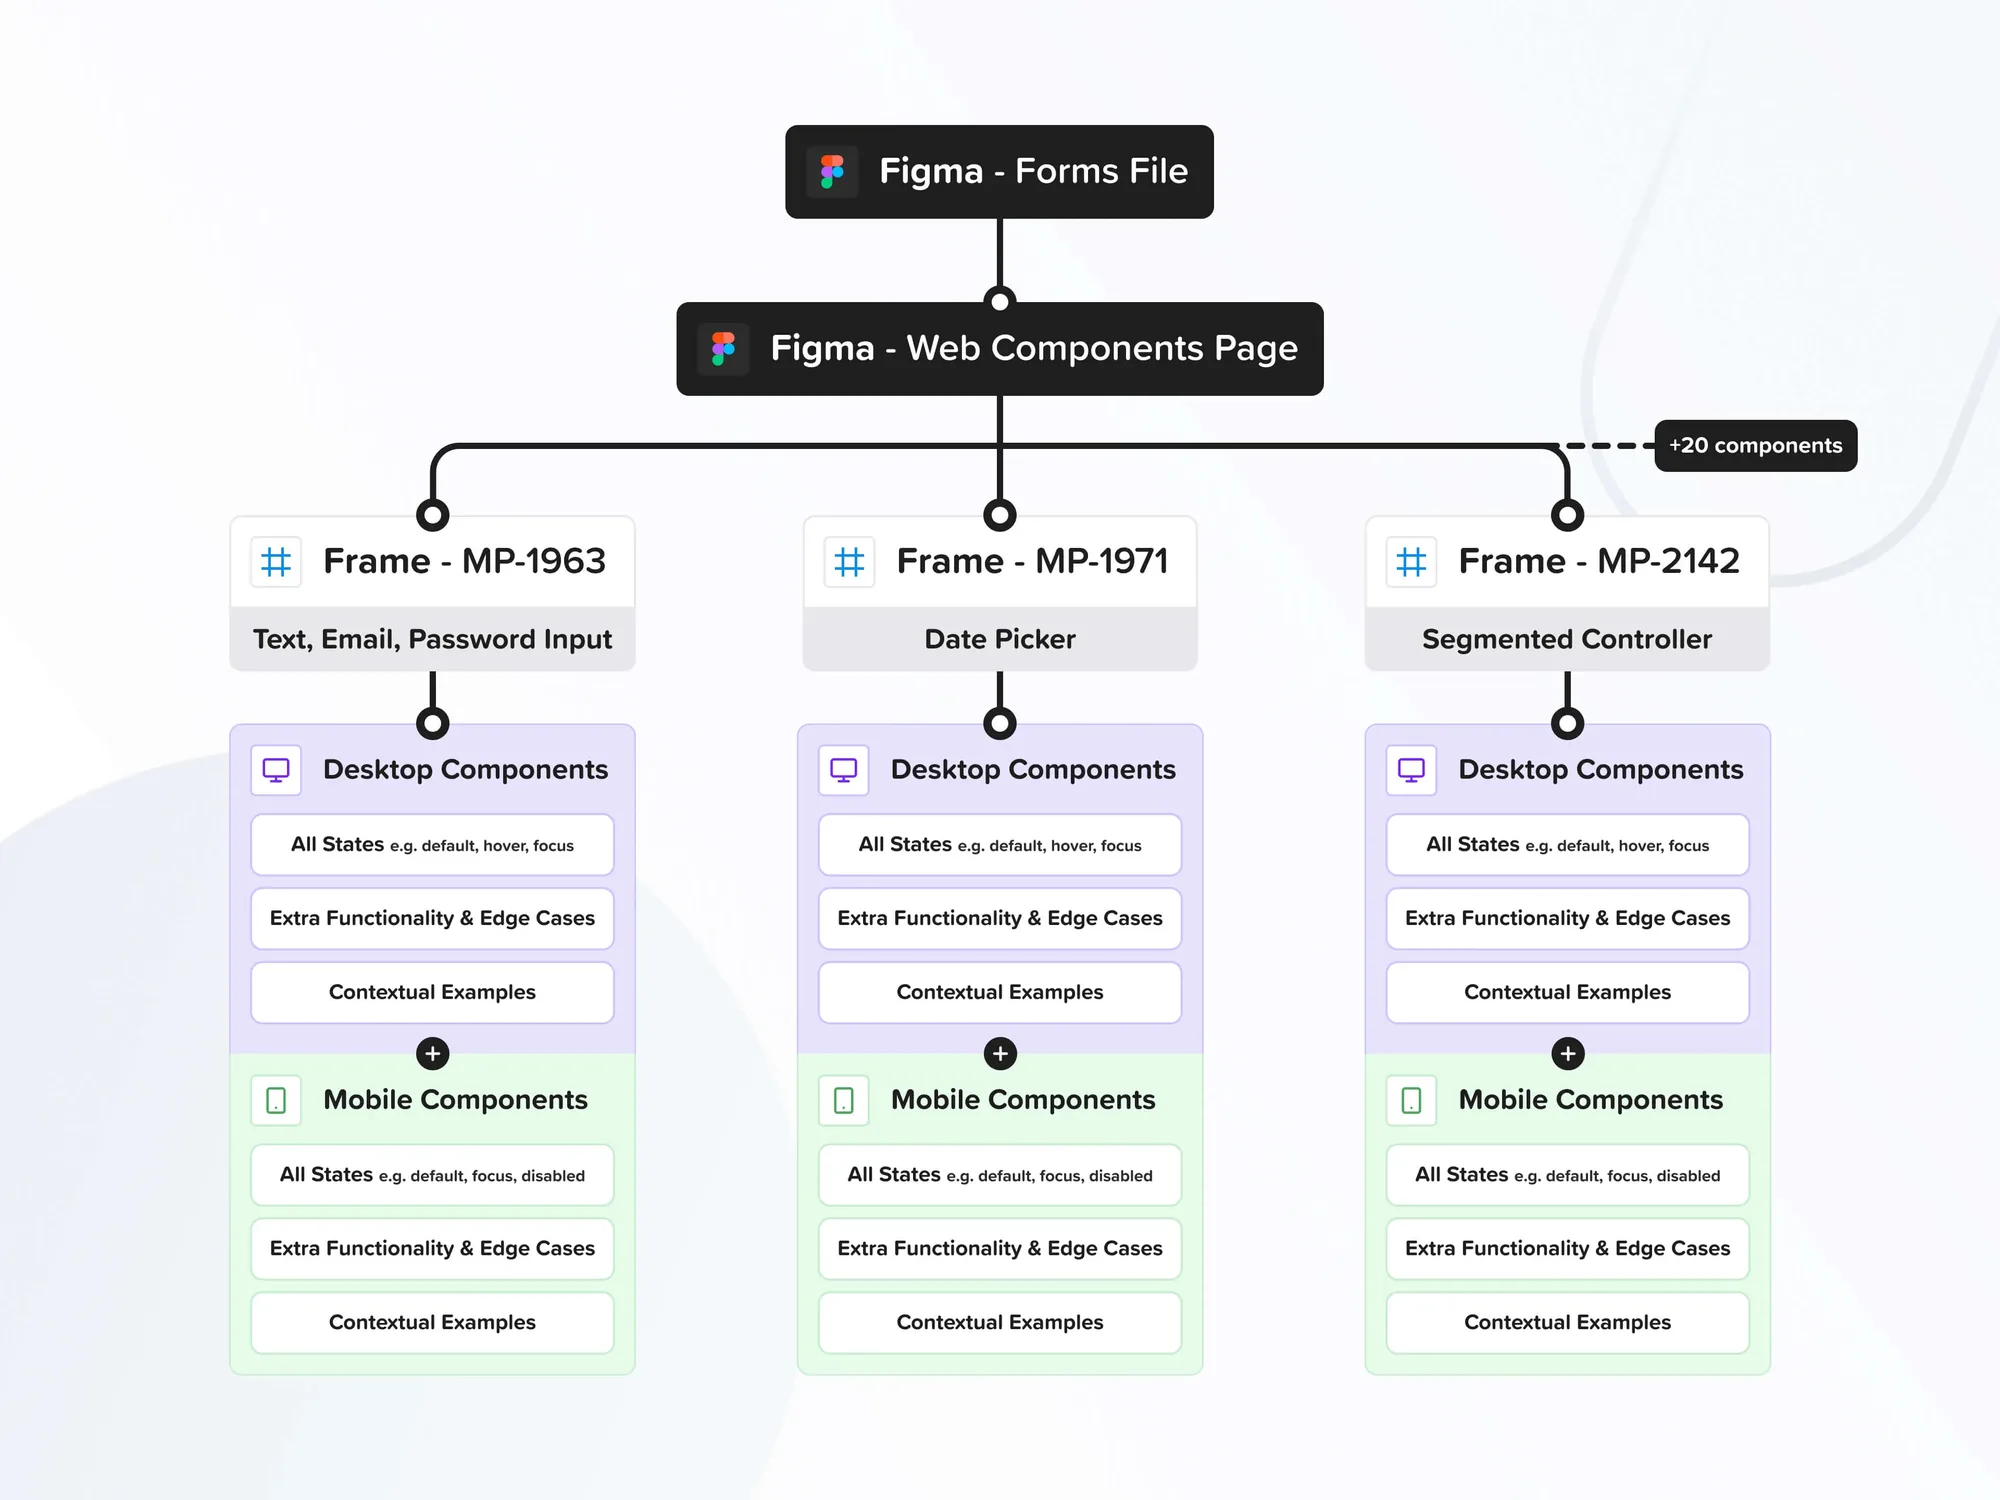 Figma - Forms File
Figma - Web Components Page
+20 components
Frame - MP-1963
Text, Email, Password Input
Desktop Components
All States e.g. default, hover, focus
Extra Functionality & Edge Cases
Contextual Examples
+
Mobile Components
All States e.g. default, focus, disabled
Extra Functionality & Edge Cases
Contextual Examples
Frame - MP-1971
Date Picker
Desktop Components
All States e.g. default, hover, focus
Extra Functionality & Edge Cases
Contextual Examples
+
Mobile Components
All States e.g. default, focus, disabled
Extra Functionality & Edge Cases
Contextual Examples
Frame - MP-2142
Segmented Controller
Desktop Components
All States e.g. default, hover, focus
Extra Functionality & Edge Cases
Contextual Examples
+
Mobile Components
All States e.g. default, focus, disabled
Extra Functionality & Edge Cases
Contextual Examples